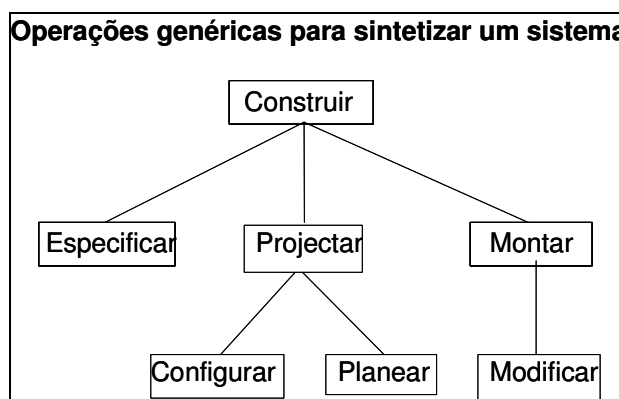 Operações genéricas para sintetizar um sistema
Construir
Especificar Projectar Montar
Configurar Planear Modificar